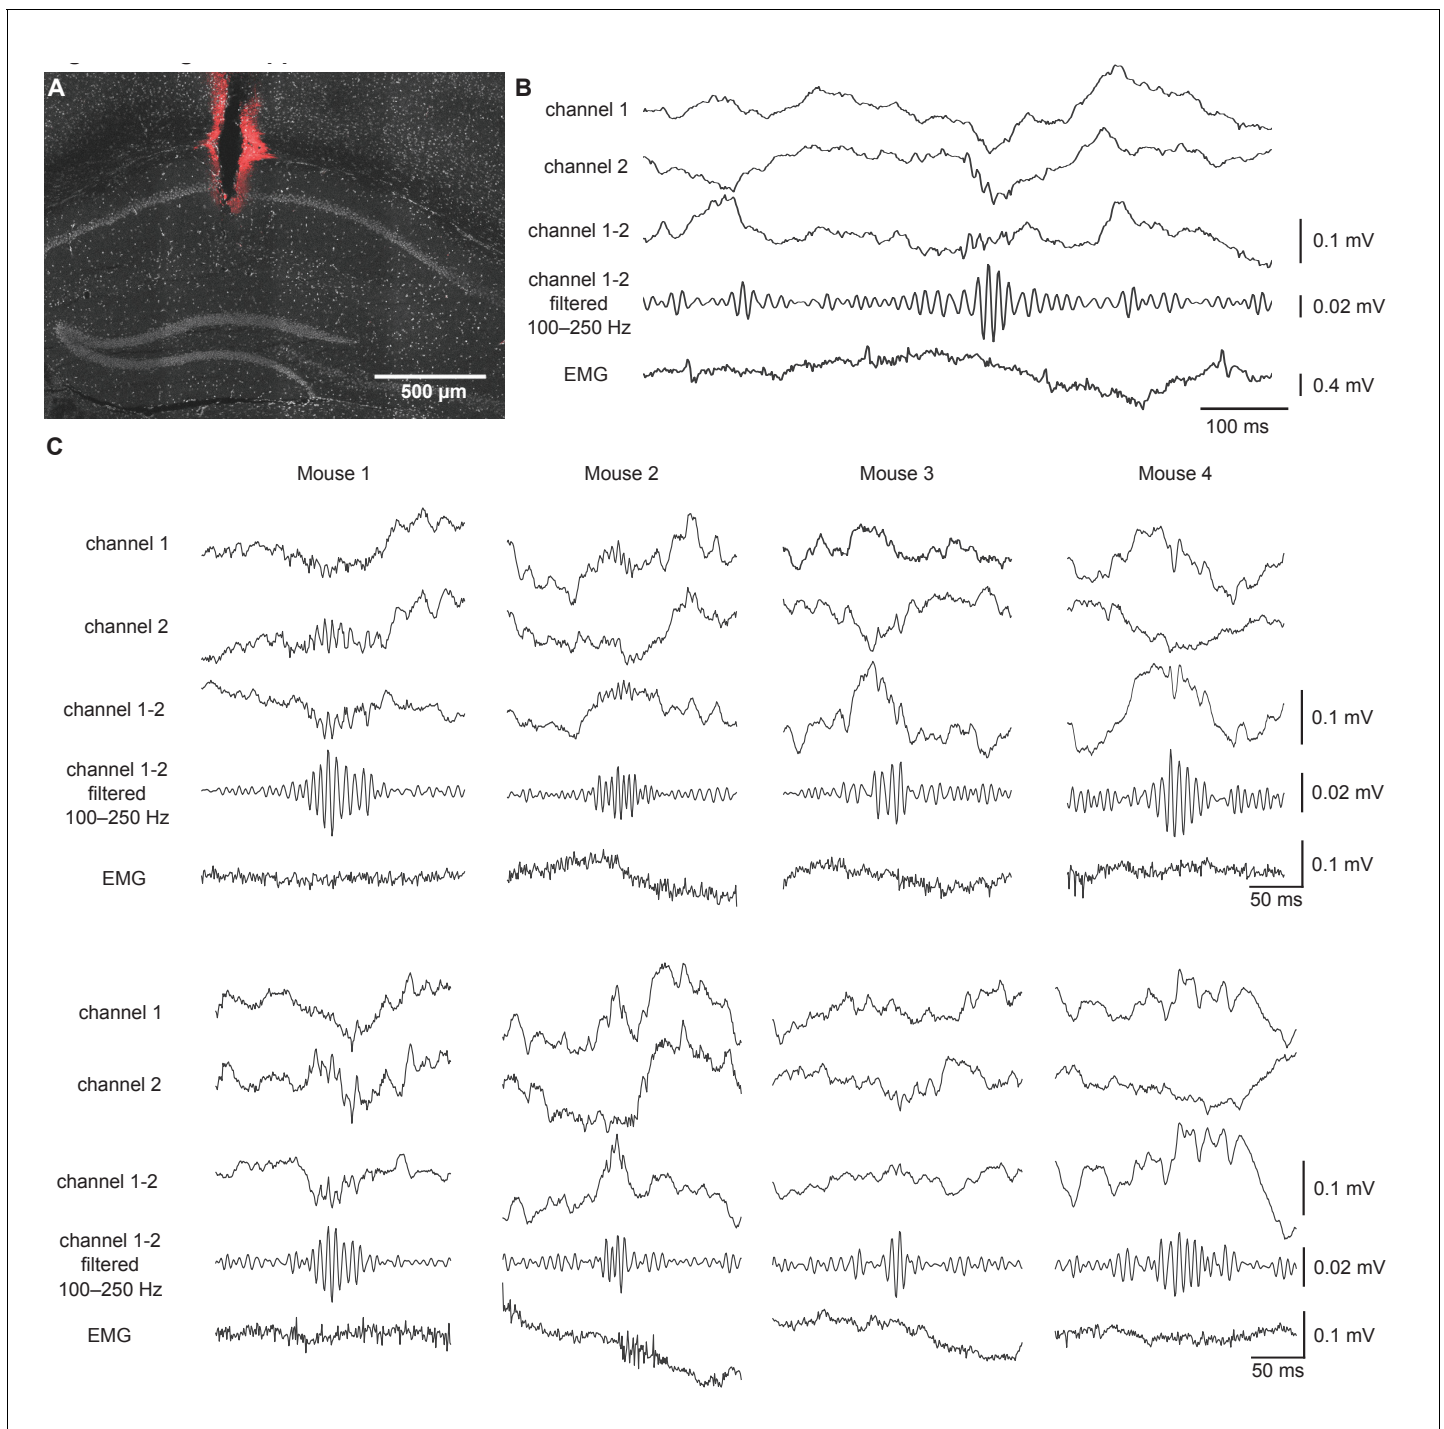 A
500 µm
B
channel 1
channel 2
channel 1-2
0.1 mV
channel 1-2
filtered
100–250 Hz
0.02 mV
EMG
0.4 mV
100 ms
C
Mouse 1
Mouse 2
Mouse 3
Mouse 4
channel 1
channel 2
channel 1-2
0.1 mV
channel 1-2
filtered
100–250 Hz
0.02 mV
EMG
0.1 mV
50 ms
channel 1
channel 2
channel 1-2
0.1 mV
channel 1-2
filtered
100–250 Hz
0.02 mV
EMG
0.1 mV
50 ms